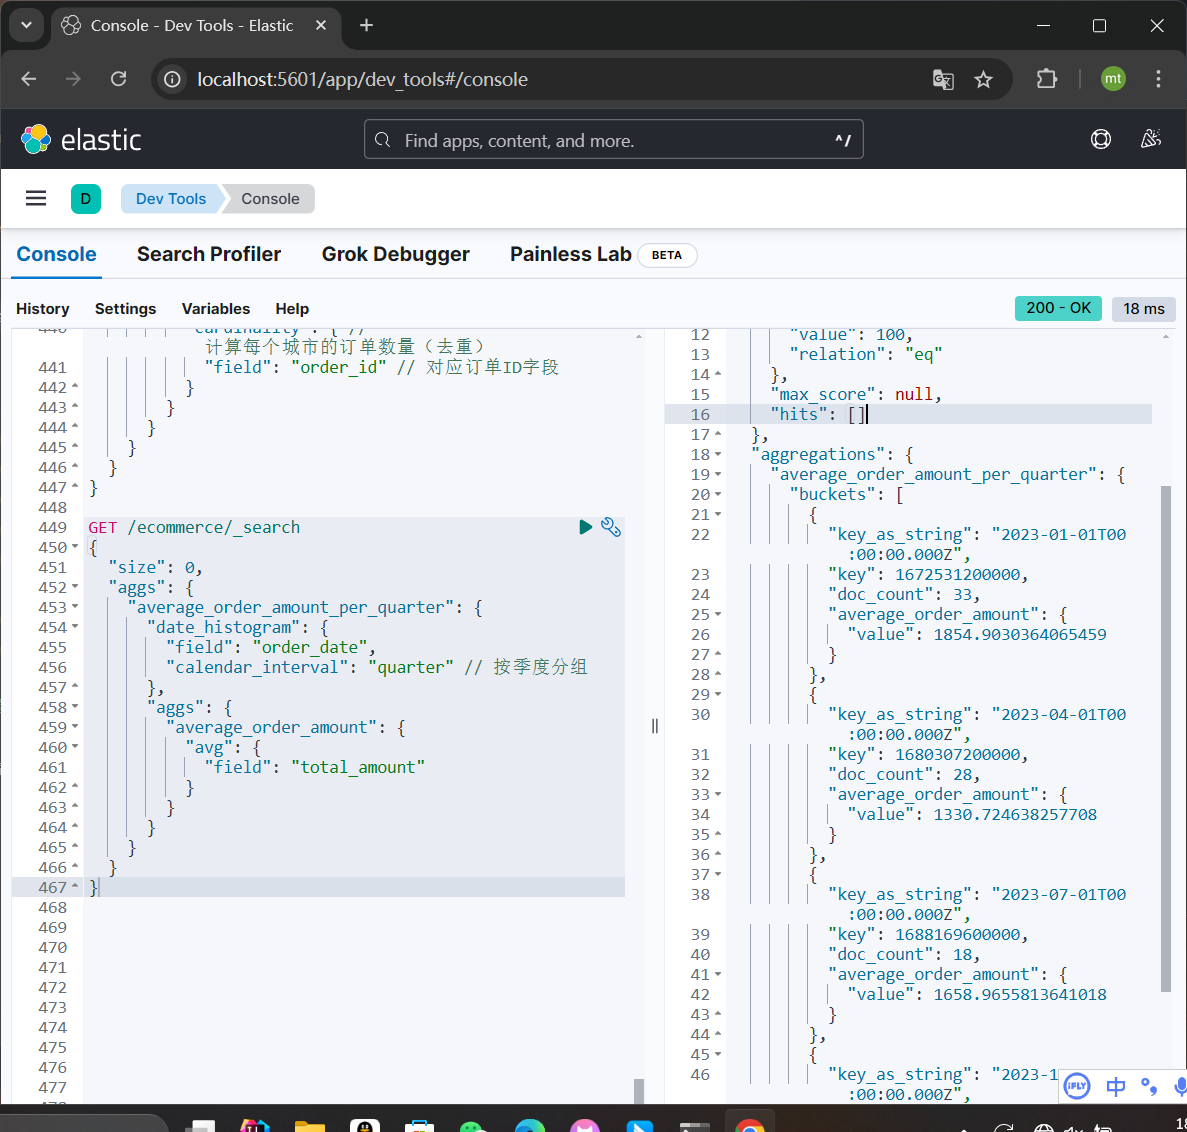 Console - Dev Tools - Elastic
localhost:5601/app/dev_tools#/console
mt
elastic
Find apps, content, and more.
^/
D
Dev Tools
Console
Console
Search Profiler
Grok Debugger
Painless Lab
BETA
History
Settings
Variables
Help
200 - OK
18 ms
440 "cardinality": { //
计算每个城市的订单数量（去重）
441 "field": "order_id" // 对应订单ID字段
442 }
443 }
444 }
445 }
446 }
447 }
448
449 GET /ecommerce/_search
450 {
451 "size": 0,
452 "aggs": {
453 "average_order_amount_per_quarter": {
454 "date_histogram": {
455 "field": "order_date",
456 "calendar_interval": "quarter" // 按季度分组
457 },
458 "aggs": {
459 "average_order_amount": {
460 "avg": {
461 "field": "total_amount"
462 }
463 }
464 }
465 }
466 }
467 }
468
469
470
471
472
473
474
475
476
477
12 "value": 100,
13 "relation": "eq"
14 },
15 "max_score": null,
16 "hits": []
17 },
18 "aggregations": {
19 "average_order_amount_per_quarter": {
20 "buckets": [
21 {
22 "key_as_string": "2023-01-01T00
:00:00.000Z",
23 "key": 1672531200000,
24 "doc_count": 33,
25 "average_order_amount": {
26 "value": 1854.9030364065459
27 }
28 },
29 {
30 "key_as_string": "2023-04-01T00
:00:00.000Z",
31 "key": 1680307200000,
32 "doc_count": 28,
33 "average_order_amount": {
34 "value": 1330.724638257708
35 }
36 },
37 {
38 "key_as_string": "2023-07-01T00
:00:00.000Z",
39 "key": 1688169600000,
40 "doc_count": 18,
41 "average_order_amount": {
42 "value": 1658.9655813641018
43 }
44 },
45 {
46 "key_as_string": "2023-1
:00:00.000Z",
iFLY
中